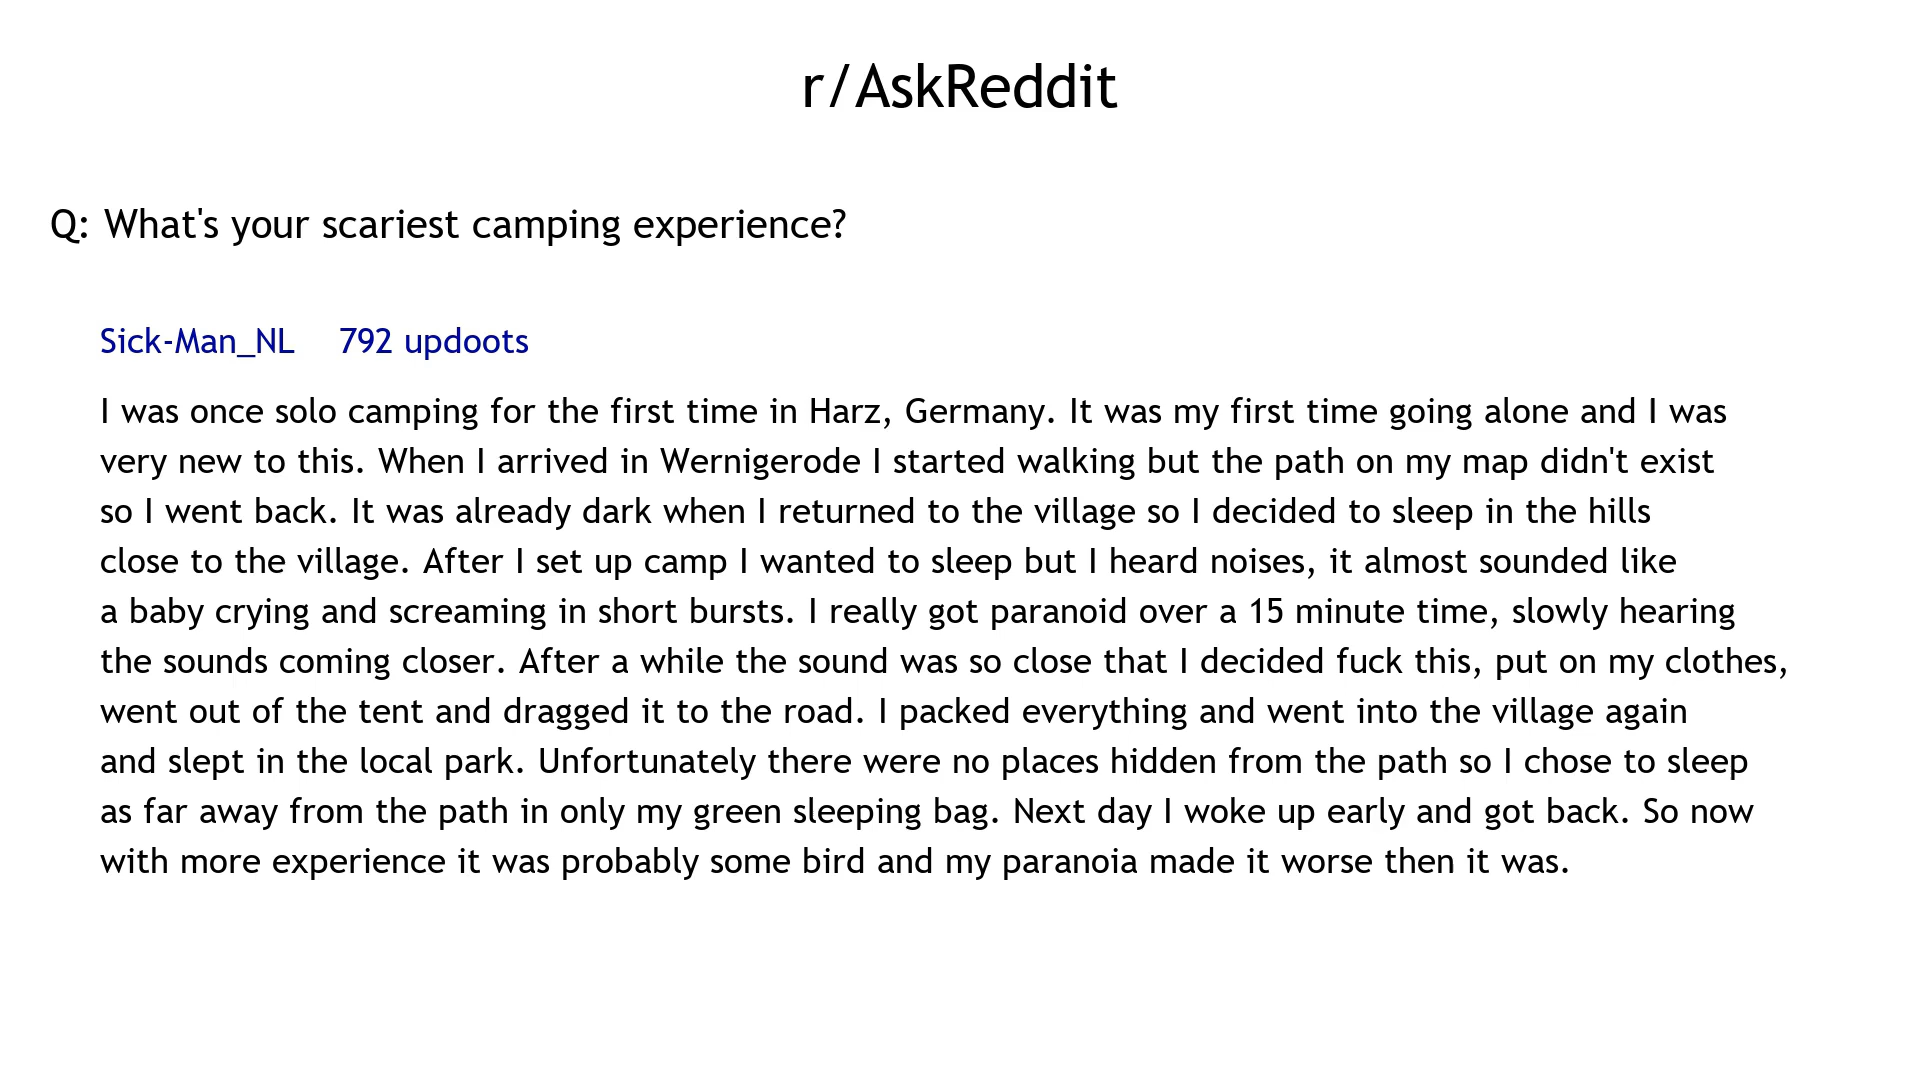 r/AskReddit
Q: What's your scariest camping experience?
Sick-Man_NL 792 updoots
I was once solo camping for the first time in Harz, Germany. It was my first time going alone and I was
very new to this. When I arrived in Wernigerode I started walking but the path on my map didn't exist
so I went back. It was already dark when I returned to the village so I decided to sleep in the hills
close to the village. After I set up camp I wanted to sleep but I heard noises, it almost sounded like
a baby crying and screaming in short bursts. I really got paranoid over a 15 minute time, slowly hearing
the sounds coming closer. After a while the sound was so close that I decided fuck this, put on my clothes,
went out of the tent and dragged it to the road. I packed everything and went into the village again
and slept in the local park. Unfortunately there were no places hidden from the path so I chose to sleep
as far away from the path in only my green sleeping bag. Next day I woke up early and got back. So now
with more experience it was probably some bird and my paranoia made it worse then it was.